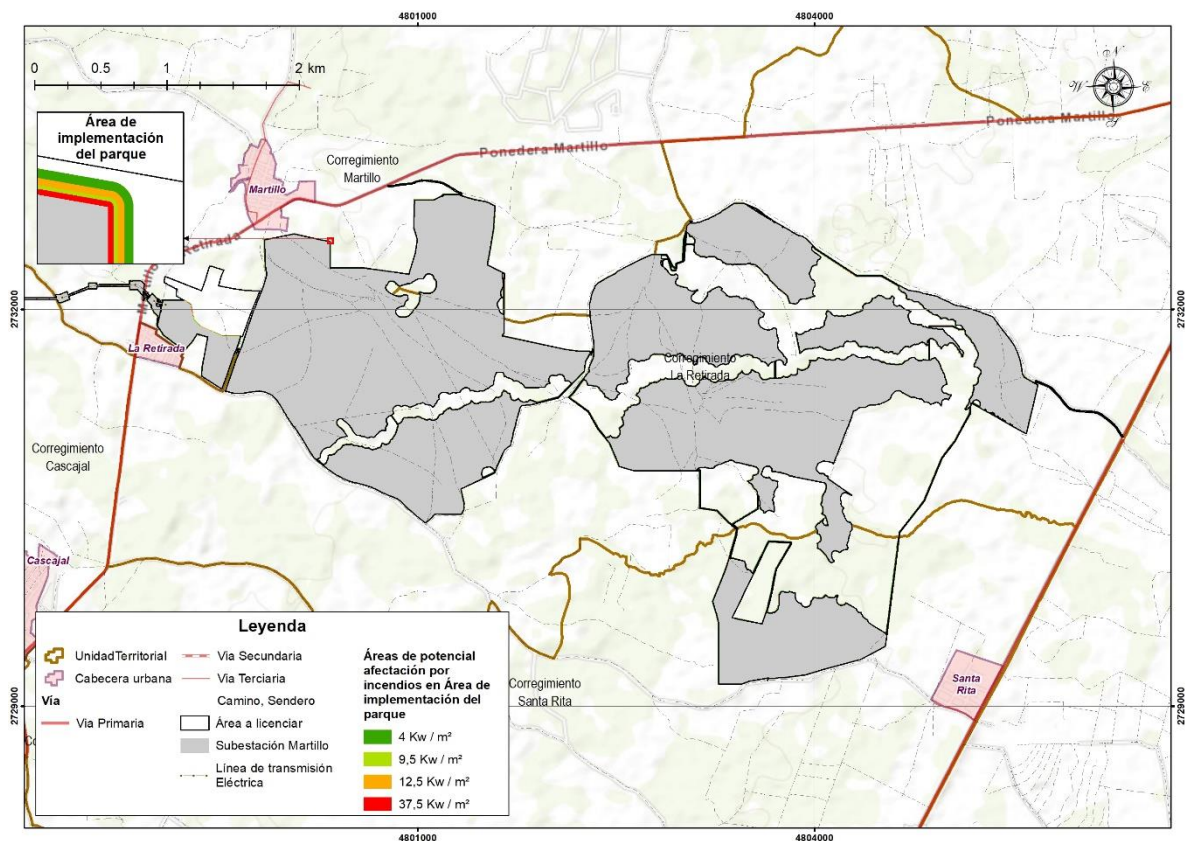 4801000
4804000
0 0.5 1 2 km
N
W
E
S
Área de
implementación
del parque
Ponedera Martillo
Ponedera Martillo
Corregimiento
Martillo
Martillo
Retirada
2732000
2732000
La Retirada
Corregimiento
La Retirada
Corregimiento
Cascajal
Cascajal
Corregimiento
Santa Rita
Santa
Rita
2729000
2729000
Leyenda
UnidadTerritorial
Cabecera urbana
Vía
Via Primaria
Via Secundaria
Via Terciaria
Camino, Sendero
Área a licenciar
Subestación Martillo
Línea de transmisión
Eléctrica
Áreas de potencial
afectación por
incendios en Área de
implementación del
parque
4 Kw / m²
9,5 Kw / m²
12,5 Kw / m²
37,5 Kw / m²
4801000
4804000